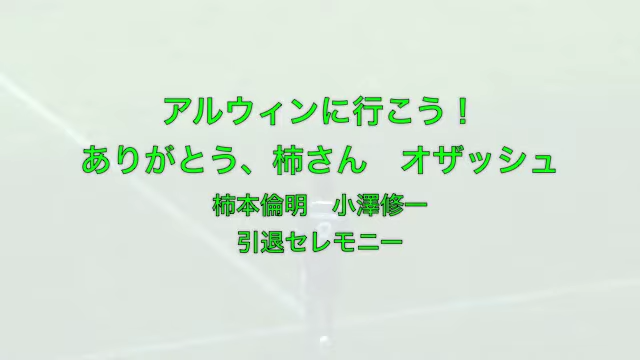 アルウィンに行こう！
ありがとう、柿さん　オザッシュ
柿本倫明　小澤修一
引退セレモニー